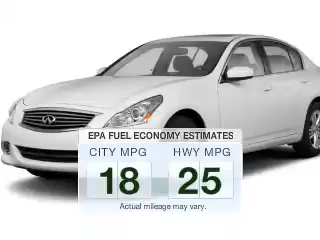 EPA FUEL ECONOMY ESTIMATES
CITY MPG HWY MPG
18 25
Actual mileage may vary.